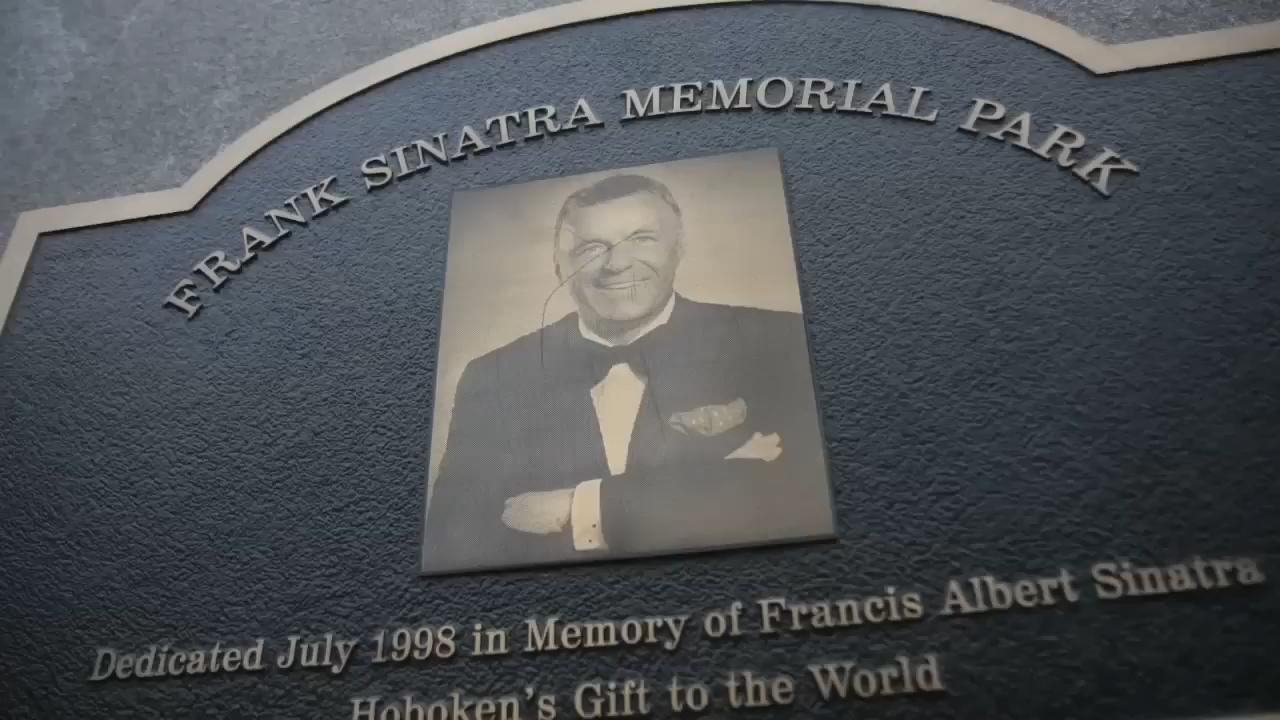 FRANK SINATRA MEMORIAL PARK
Dedicated July 1998 in Memory of Francis Albert Sinatra
Hoboken's Gift to the World